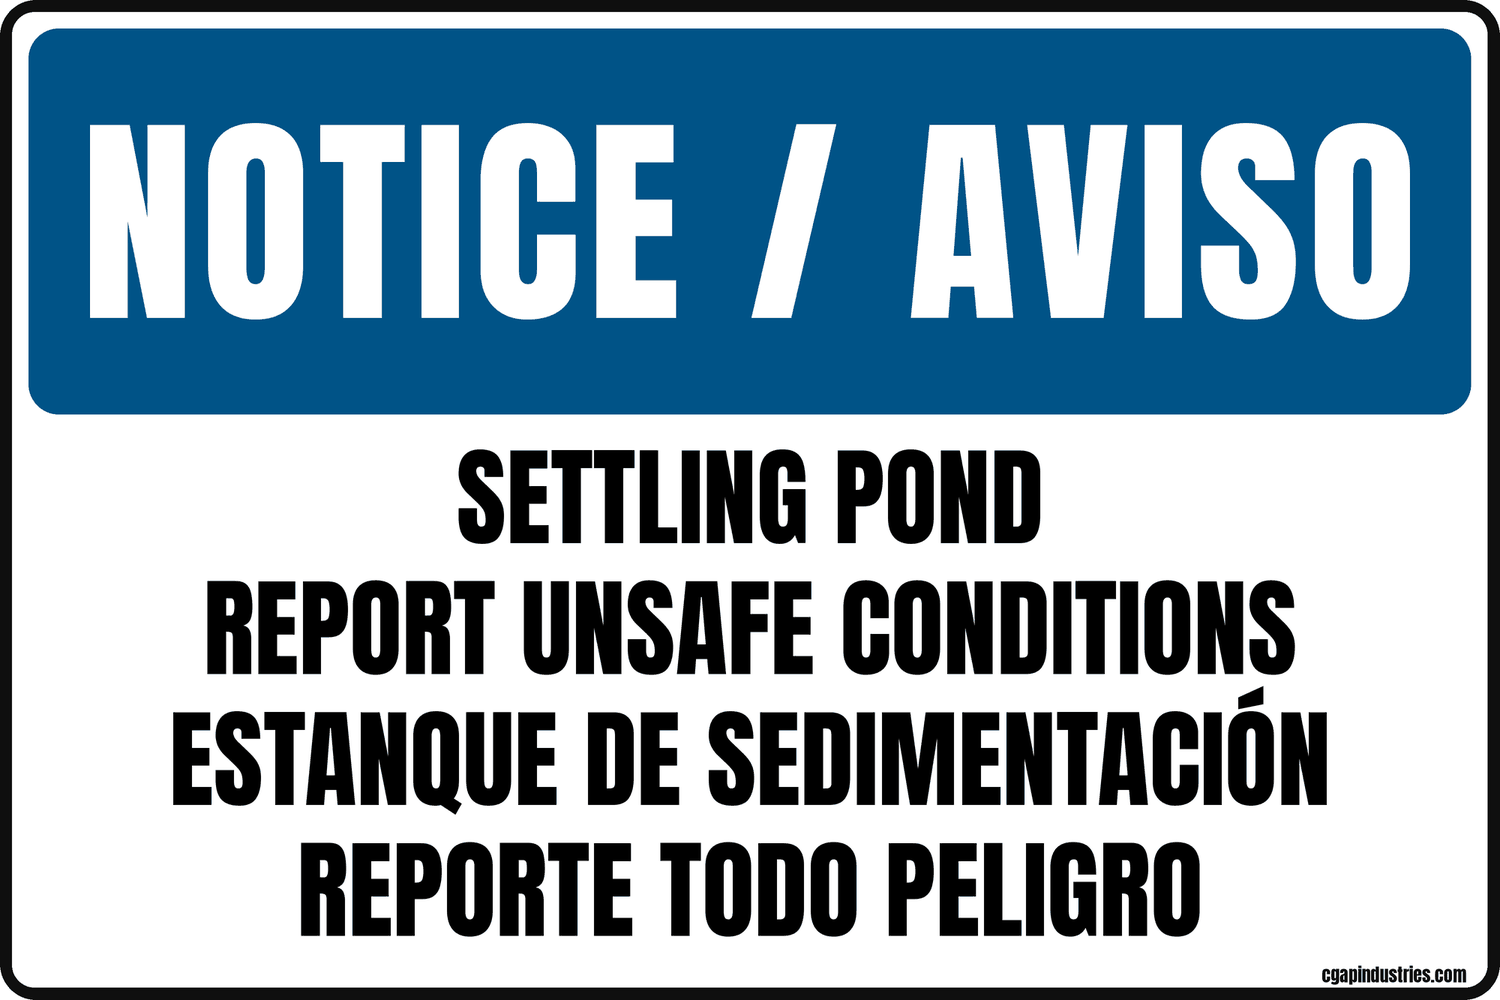 NOTICE / AVISO
SETTLING POND
REPORT UNSAFE CONDITIONS
ESTANQUE DE SEDIMENTACIÓN
REPORTE TODO PELIGRO
cgapindustries.com